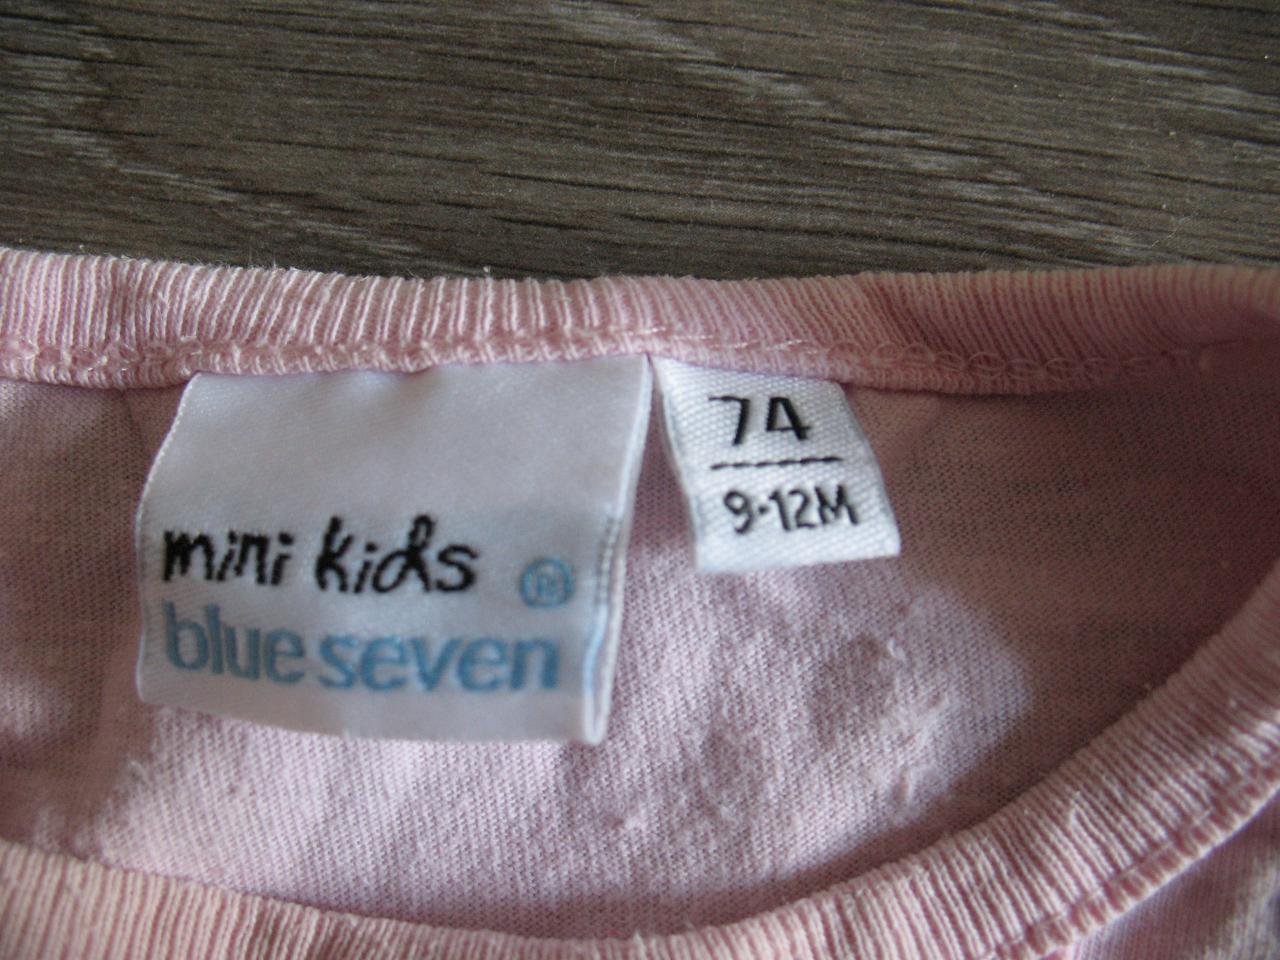 mini kids ®
blue seven
74
9-12M